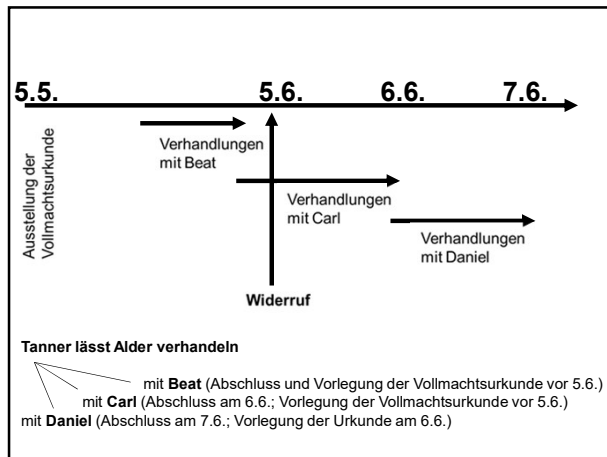 5.5. 5.6. 6.6. 7.6.
Ausstellung der
Vollmachtsurkunde
Verhandlungen
mit Beat
Verhandlungen
mit Carl
Verhandlungen
mit Daniel
Widerruf
Tanner lässt Alder verhandeln
mit Beat (Abschluss und Vorlegung der Vollmachtsurkunde vor 5.6.)
mit Carl (Abschluss am 6.6.; Vorlegung der Vollmachtsurkunde vor 5.6.)
mit Daniel (Abschluss am 7.6.; Vorlegung der Urkunde am 6.6.)